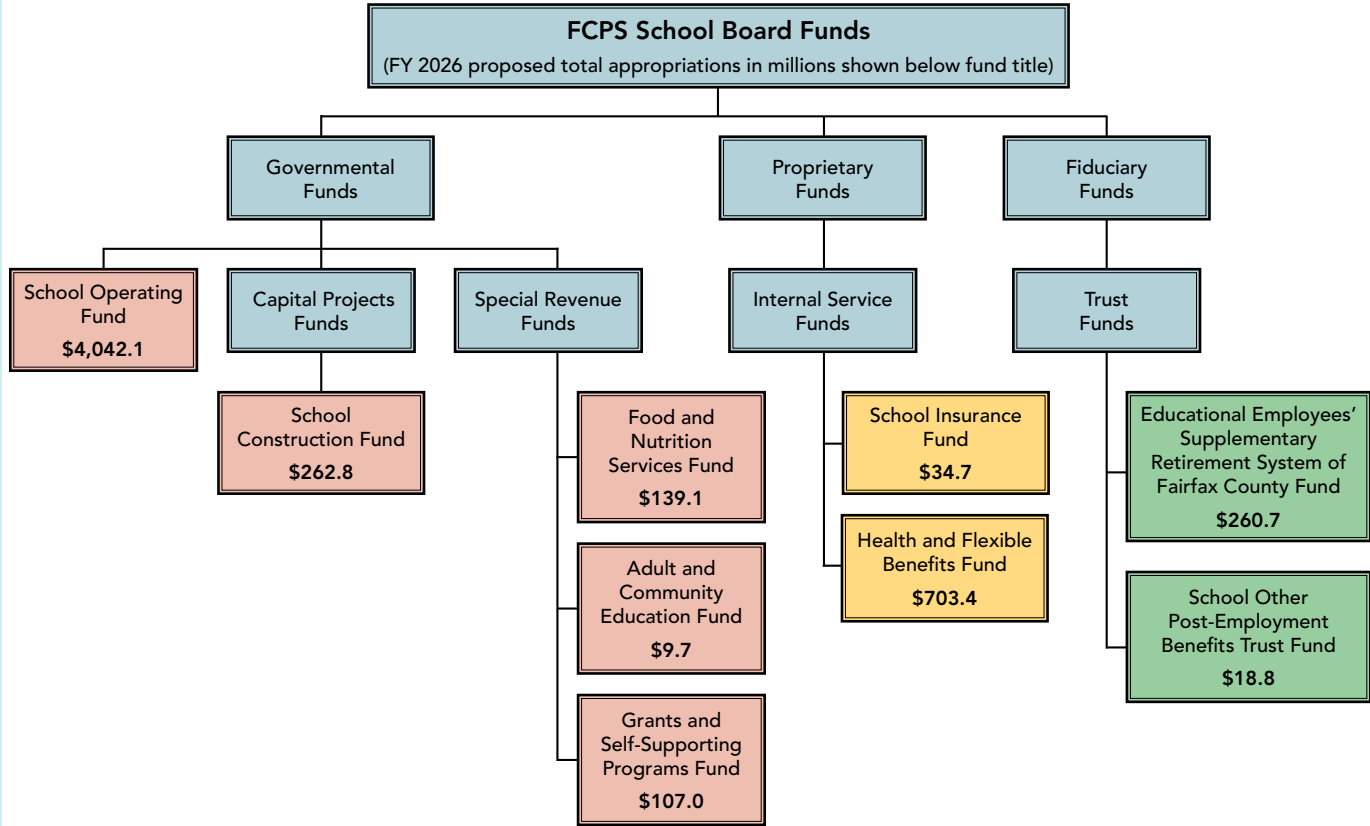 FCPS School Board Funds
(FY 2026 proposed total appropriations in millions shown below fund title)
Governmental
Funds
Proprietary
Funds
Fiduciary
Funds
School Operating
Fund
$4,042.1
Capital Projects
Funds
Special Revenue
Funds
Internal Service
Funds
Trust
Funds
School
Construction Fund
$262.8
Food and
Nutrition
Services Fund
$139.1
Adult and
Community
Education Fund
$9.7
Grants and
Self-Supporting
Programs Fund
$107.0
School Insurance
Fund
$34.7
Health and Flexible
Benefits Fund
$703.4
Educational Employees’
Supplementary
Retirement System of
Fairfax County Fund
$260.7
School Other
Post-Employment
Benefits Trust Fund
$18.8